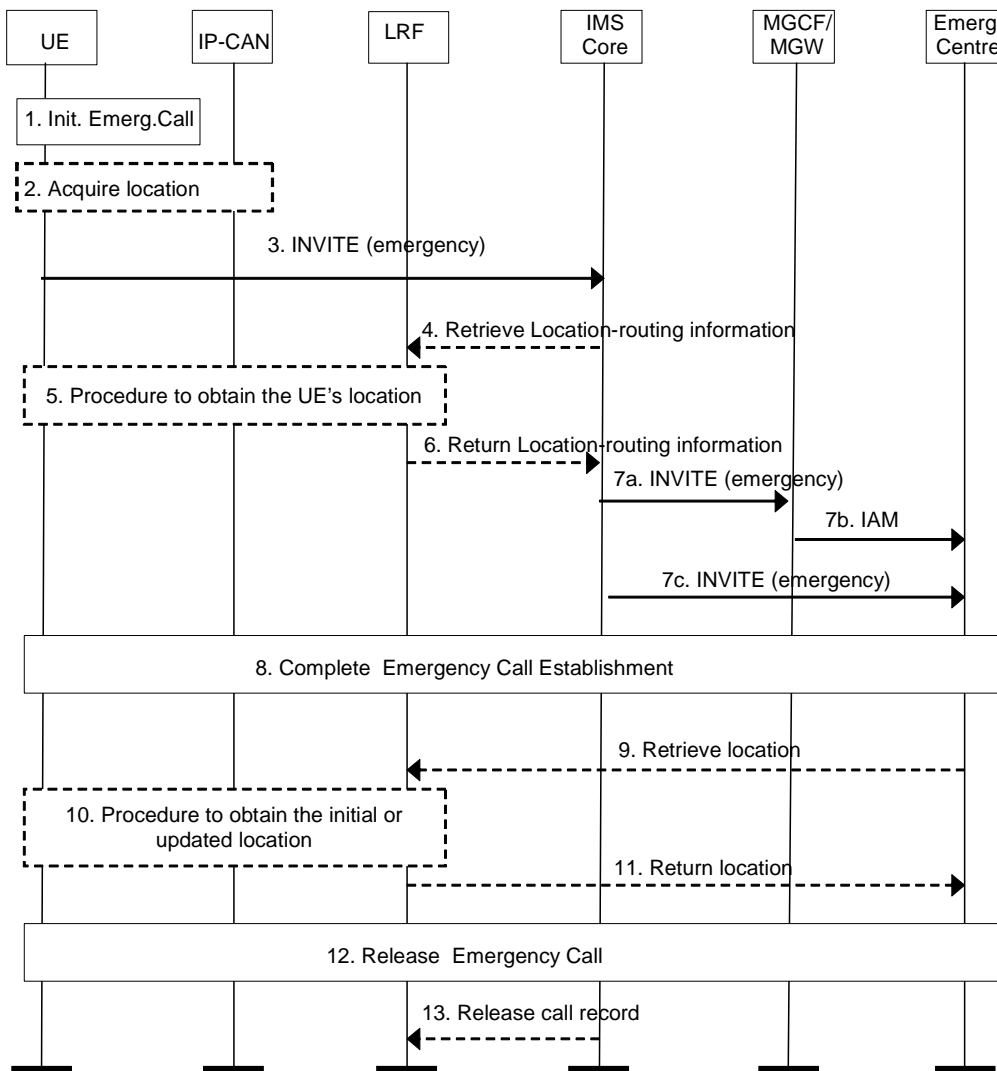 UE
IP-CAN
LRF
IMS
Core
MGCF/
MGW
Emerg
Centre
1. Init. Emerg.Call
2. Acquire location
3. INVITE (emergency)
4. Retrieve Location-routing information
5. Procedure to obtain the UE's location
6. Return Location-routing information
7a. INVITE (emergency)
7b. IAM
7c. INVITE (emergency)
8. Complete Emergency Call Establishment
9. Retrieve location
10. Procedure to obtain the initial or
updated location
11. Return location
12. Release Emergency Call
13. Release call record